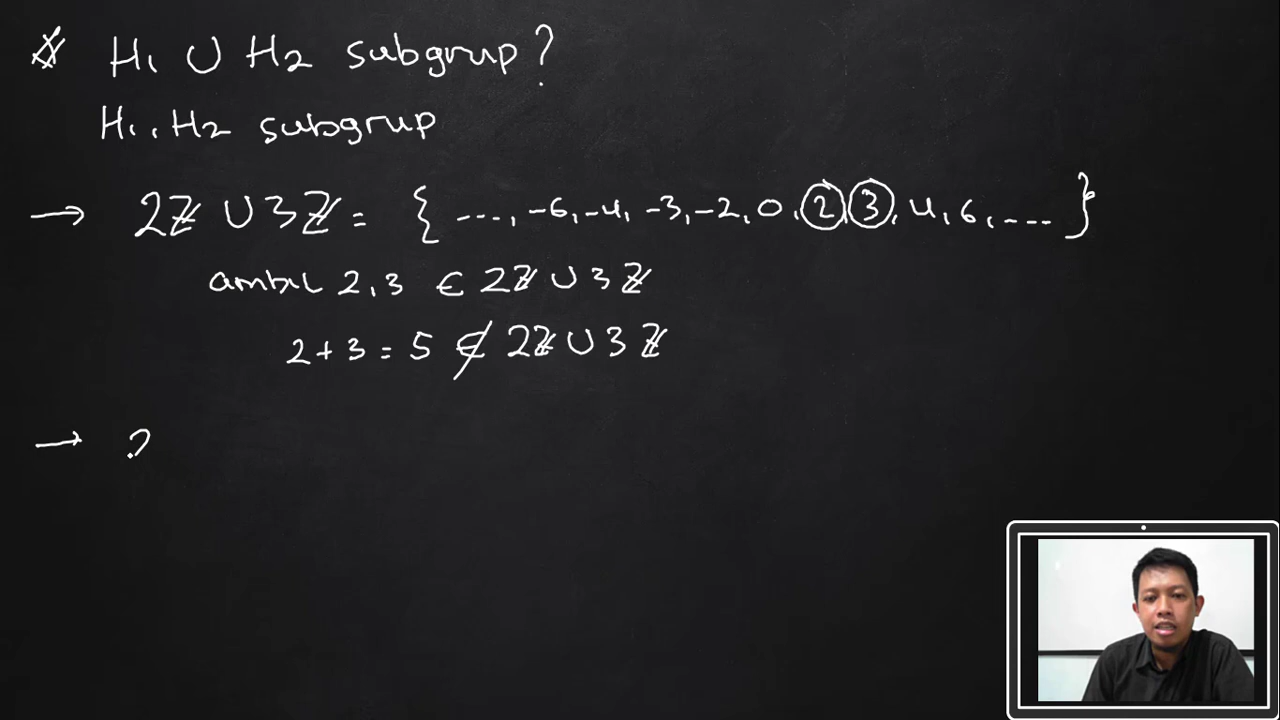 * H1 ∪ H2 subgrup?
H1, H2 subgrup
→ 2ℤ ∪ 3ℤ = { ..., -6, -4, -3, -2, 0, 2, 3, 4, 6, ... }
ambil 2, 3 ∈ 2ℤ ∪ 3ℤ
2 + 3 = 5 ∉ 2ℤ ∪ 3ℤ
→ 2